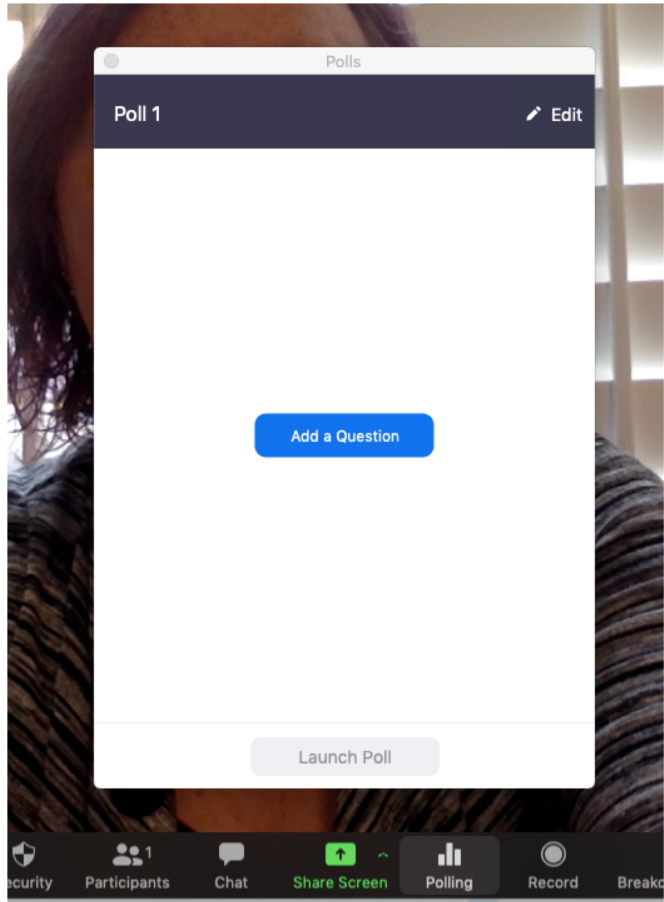 Polls
Poll 1
Edit
Add a Question
Launch Poll
1
ecurity
Participants
Chat
Share Screen
Polling
Record
Breako